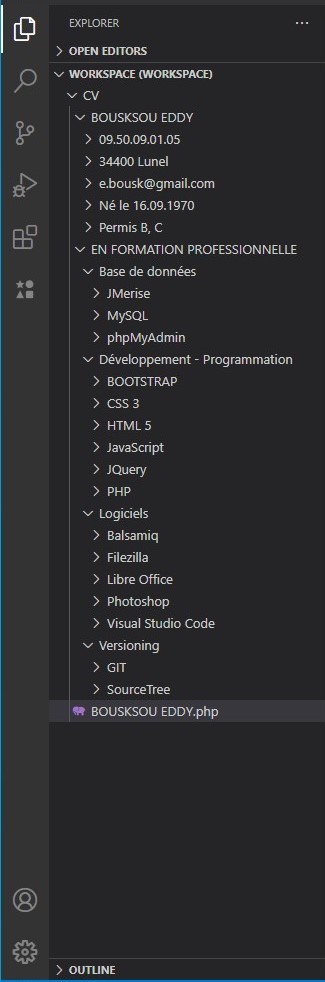 EXPLORER
OPEN EDITORS
WORKSPACE (WORKSPACE)
CV
BOUSKSOU EDDY
09.50.09.01.05
34400 Lunel
e.bousk@gmail.com
Né le 16.09.1970
Permis B, C
EN FORMATION PROFESSIONNELLE
Base de données
JMerise
MySQL
phpMyAdmin
Développement - Programmation
BOOTSTRAP
CSS 3
HTML 5
JavaScript
JQuery
PHP
Logiciels
Balsamiq
Filezilla
Libre Office
Photoshop
Visual Studio Code
Versioning
GIT
SourceTree
BOUSKSOU EDDY.php
OUTLINE